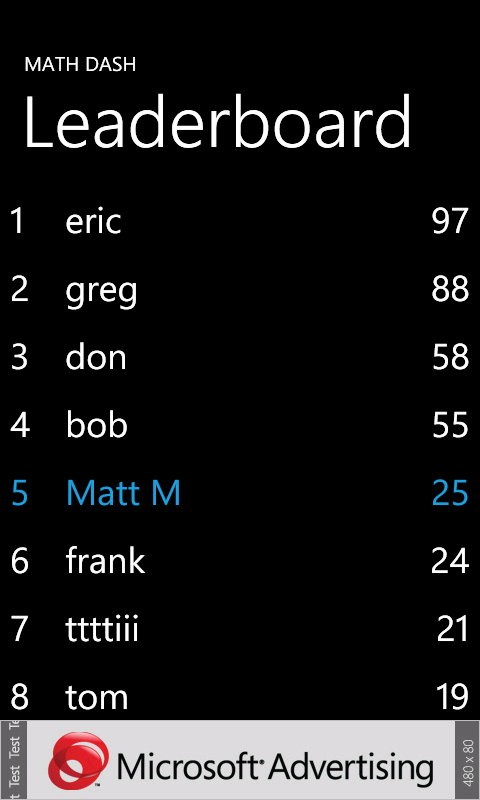 MATH DASH
Leaderboard
1 eric 97
2 greg 88
3 don 58
4 bob 55
5 Matt M 25
6 frank 24
7 ttttiii 21
8 tom 19
Test Test
Microsoft® Advertising
™
480 x 80